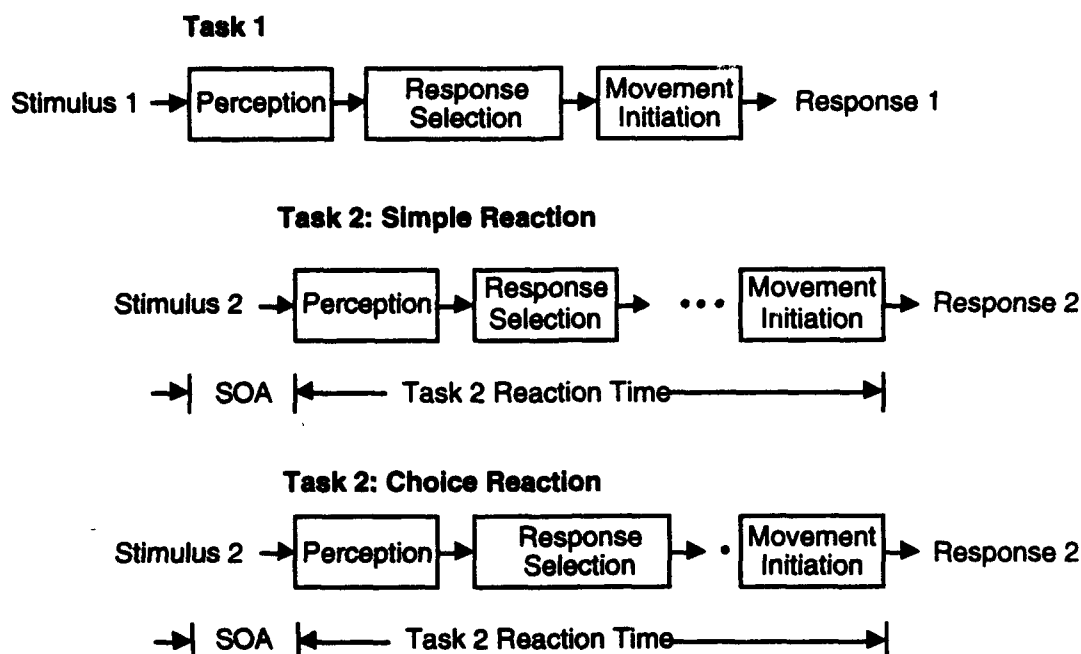 Task 1
Stimulus 1 Perception Response Selection Movement Initiation Response 1
Task 2: Simple Reaction
Stimulus 2 Perception Response Selection ••• Movement Initiation Response 2
SOA Task 2 Reaction Time
Task 2: Choice Reaction
Stimulus 2 Perception Response Selection • Movement Initiation Response 2
SOA Task 2 Reaction Time